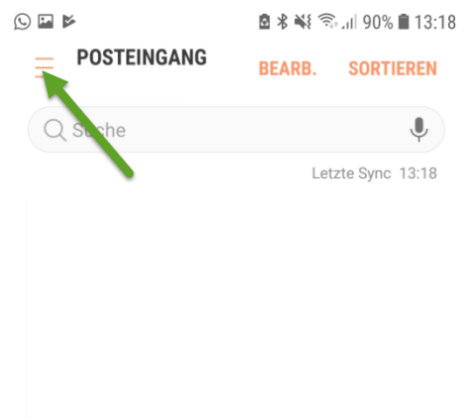 90% 13:18
POSTEINGANG BEARB. SORTIEREN
Suche
Letzte Sync 13:18